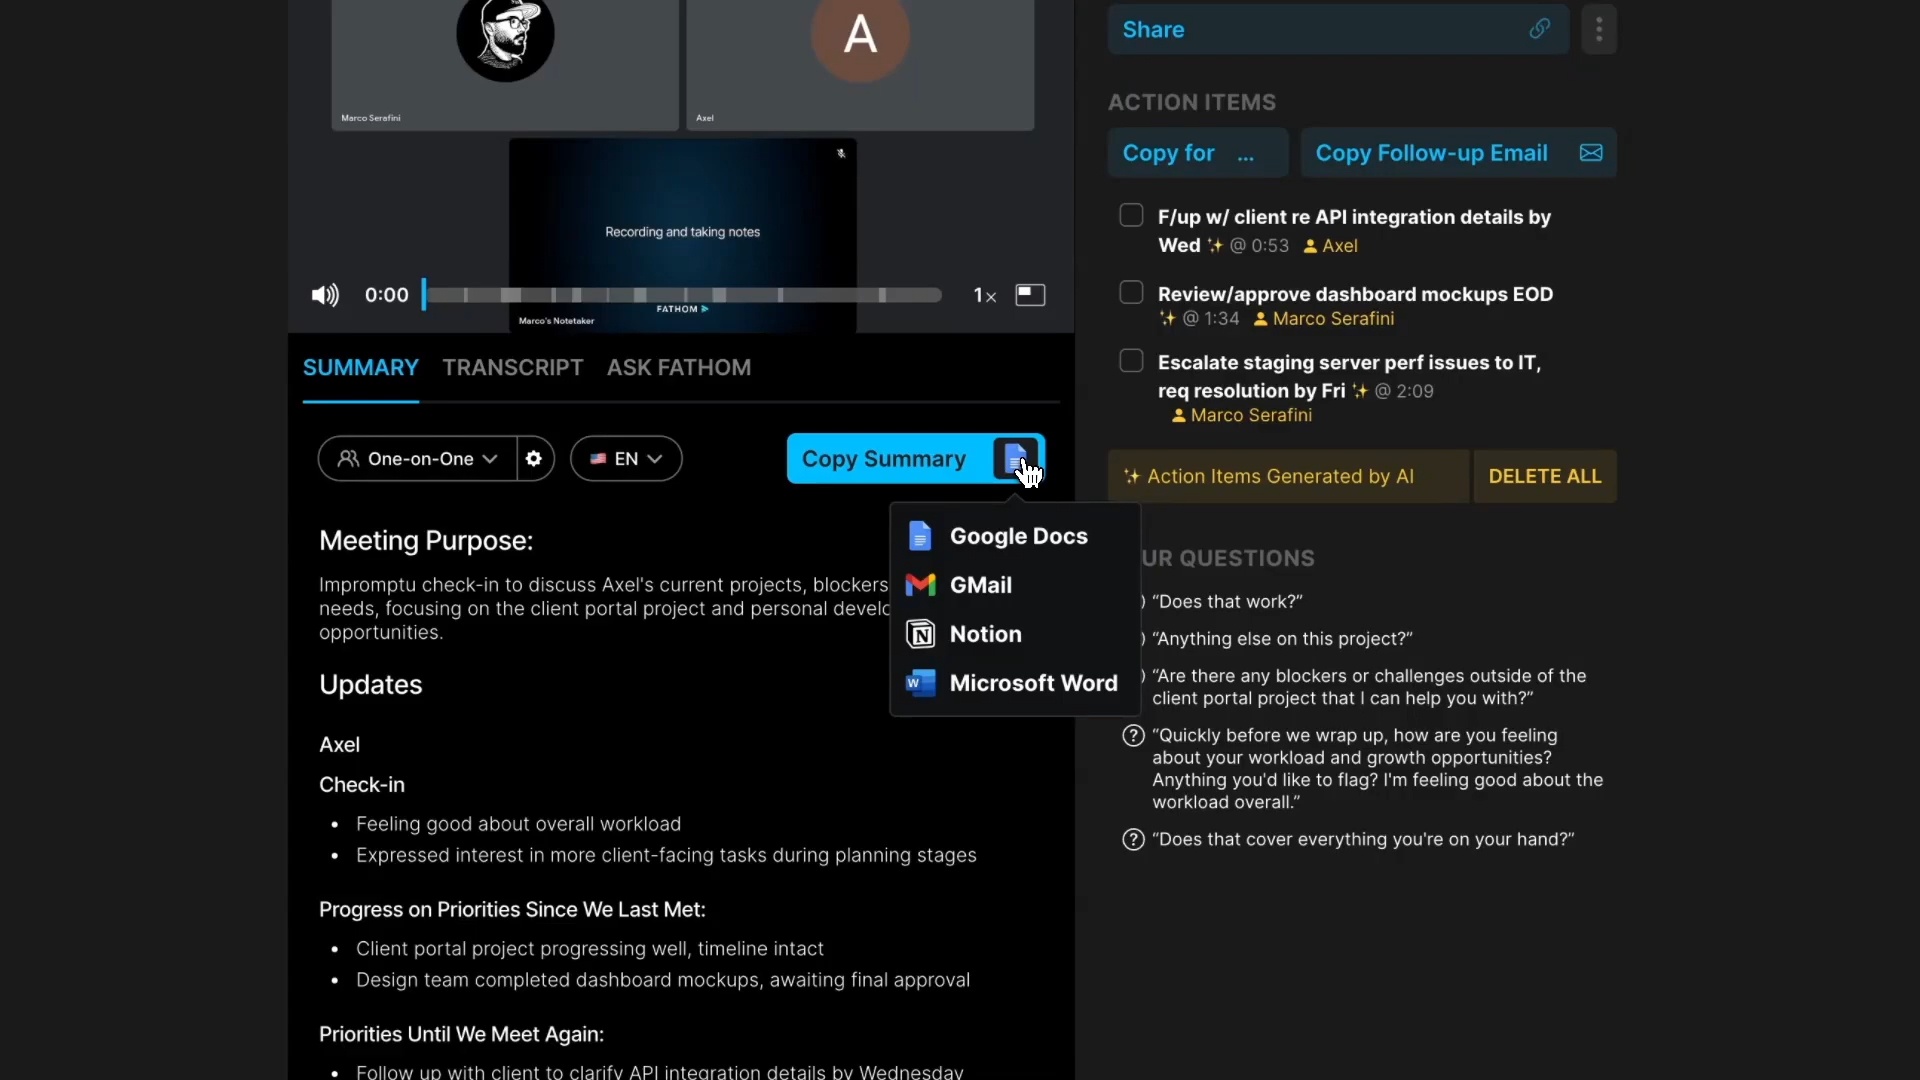 A
Marco Serafini
Axel
Recording and taking notes
0:00
1×
FATHOM
Marco's Notetaker
SUMMARY TRANSCRIPT ASK FATHOM
One-on-One
EN
Copy Summary
Google Docs
GMail
Notion
Microsoft Word
Meeting Purpose:
Impromptu check-in to discuss Axel's current projects, blockers
needs, focusing on the client portal project and personal
opportunities.
Updates
Axel
Check-in
• Feeling good about overall workload
• Expressed interest in more client-facing tasks during planning stages
Progress on Priorities Since We Last Met:
• Client portal project progressing well, timeline intact
• Design team completed dashboard mockups, awaiting final approval
Priorities Until We Meet Again:
• Follow up with client to clarify API integration details by Wednesday
Share
ACTION ITEMS
Copy for ...
Copy Follow-up Email
F/up w/ client re API integration details by
Wed @ 0:53 Axel
Review/approve dashboard mockups EOD
@ 1:34 Marco Serafini
Escalate staging server perf issues to IT,
req resolution by Fri @ 2:09
Marco Serafini
Action Items Generated by AI
DELETE ALL
UR QUESTIONS
“Does that work?”
“Anything else on this project?”
“Are there any blockers or challenges outside of the
client portal project that I can help you with?”
“Quickly before we wrap up, how are you feeling
about your workload and growth opportunities?
Anything you'd like to flag? I'm feeling good about the
workload overall.”
“Does that cover everything you're on your hand?”